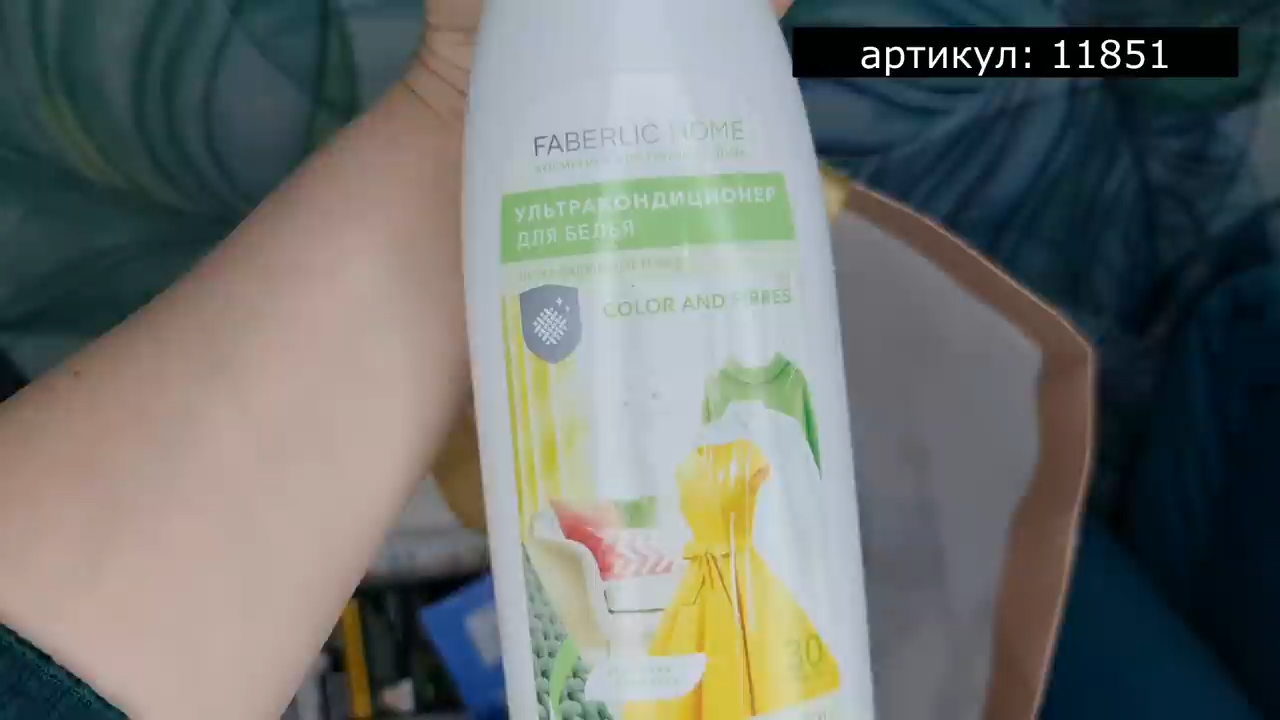 артикул: 11851
FABERLIC HOME
УЛЬТРАКОНДИЦИОНЕР
ДЛЯ БЕЛЬЯ
COLOR AND FIBRES
30